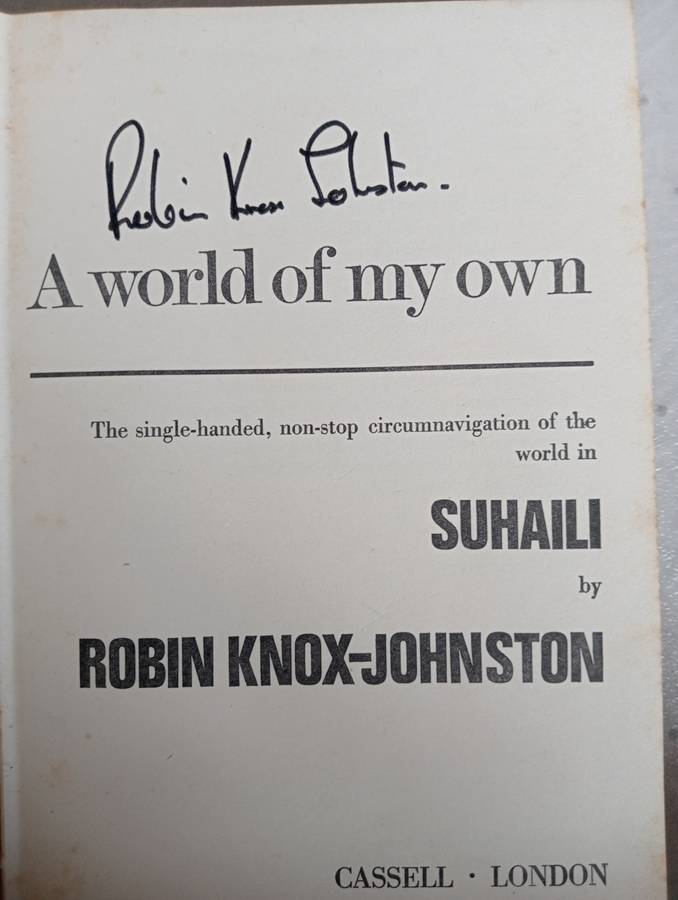 Robin Knox Johnston.
A world of my own
The single-handed, non-stop circumnavigation of the
world in
SUHAILI
by
ROBIN KNOX-JOHNSTON
CASSELL · LONDON